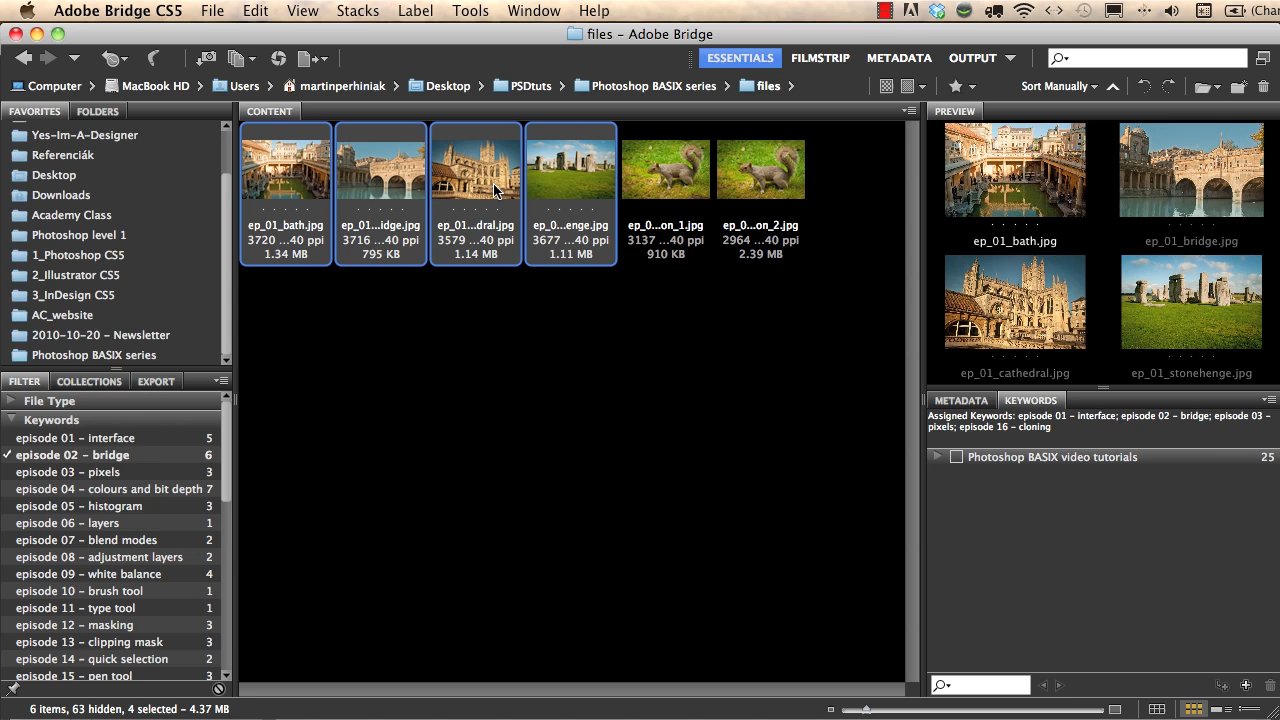 Adobe Bridge CS5 File Edit View Stacks Label Tools Window Help
files – Adobe Bridge
ESSENTIALS FILMSTRIP METADATA OUTPUT
Computer MacBook HD Users martinperhiniak Desktop PSDtuts Photoshop BASIX series files Sort Manually
FAVORITES FOLDERS
Yes-Im-A-Designer
Referenciák
Desktop
Downloads
Academy Class
Photoshop level 1
1_Photoshop CS5
2_Illustrator CS5
3_InDesign CS5
AC_website
2010-10-20 - Newsletter
Photoshop BASIX series
FILTER COLLECTIONS EXPORT
File Type
Keywords
episode 01 - interface 5
episode 02 - bridge 6
episode 03 - pixels 3
episode 04 - colours and bit depth 7
episode 05 - histogram 3
episode 06 - layers 1
episode 07 - blend modes 2
episode 08 - adjustment layers 2
episode 09 - white balance 4
episode 10 - brush tool 1
episode 11 - type tool 1
episode 12 - masking 3
episode 13 - clipping mask 3
episode 14 - quick selection 2
episode 15 - pen tool 3
CONTENT
ep_01_bath.jpg ep_01...idge.jpg ep_01...dral.jpg ep_0...enge.jpg ep_0...on_1.jpg ep_0...on_2.jpg
3720 ...40 ppi 3716 ...40 ppi 3579 ...40 ppi 3677 ...40 ppi 3137 ...40 ppi 2964 ...40 ppi
1.34 MB 795 KB 1.14 MB 1.11 MB 910 KB 2.39 MB
PREVIEW
ep_01_bath.jpg ep_01_bridge.jpg
ep_01_cathedral.jpg ep_01_stonehenge.jpg
METADATA KEYWORDS
Assigned Keywords: episode 01 - interface; episode 02 - bridge; episode 03 -
pixels; episode 16 - cloning
Photoshop BASIX video tutorials 25
6 items, 63 hidden, 4 selected - 4.37 MB